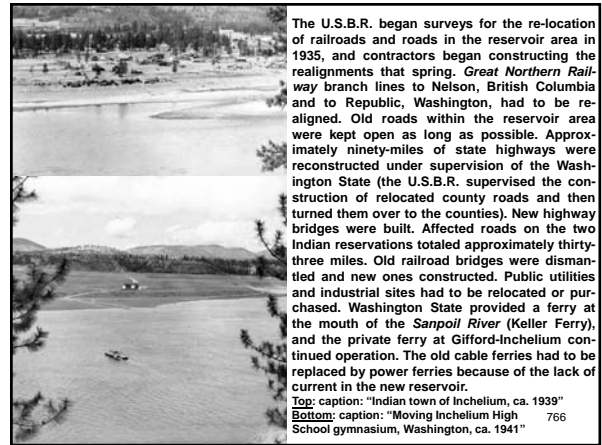 The U.S.B.R. began surveys for the re-location
of railroads and roads in the reservoir area in
1935, and contractors began constructing the
realignments that spring. Great Northern Rail-
way branch lines to Nelson, British Columbia
and to Republic, Washington, had to be re-
aligned. Old roads within the reservoir area
were kept open as long as possible. Approx-
imately ninety-miles of state highways were
reconstructed under supervision of the Wash-
ington State (the U.S.B.R. supervised the con-
struction of relocated county roads and then
turned them over to the counties). New highway
bridges were built. Affected roads on the two
Indian reservations totaled approximately thirty-
three miles. Old railroad bridges were disman-
tled and new ones constructed. Public utilities
and industrial sites had to be relocated or pur-
chased. Washington State provided a ferry at
the mouth of the Sanpoil River (Keller Ferry),
and the private ferry at Gifford-Inchelium con-
tinued operation. The old cable ferries had to be
replaced by power ferries because of the lack of
current in the new reservoir.
Top: caption: “Indian town of Inchelium, ca. 1939”
Bottom: caption: “Moving Inchelium High
School gymnasium, Washington, ca. 1941”
766